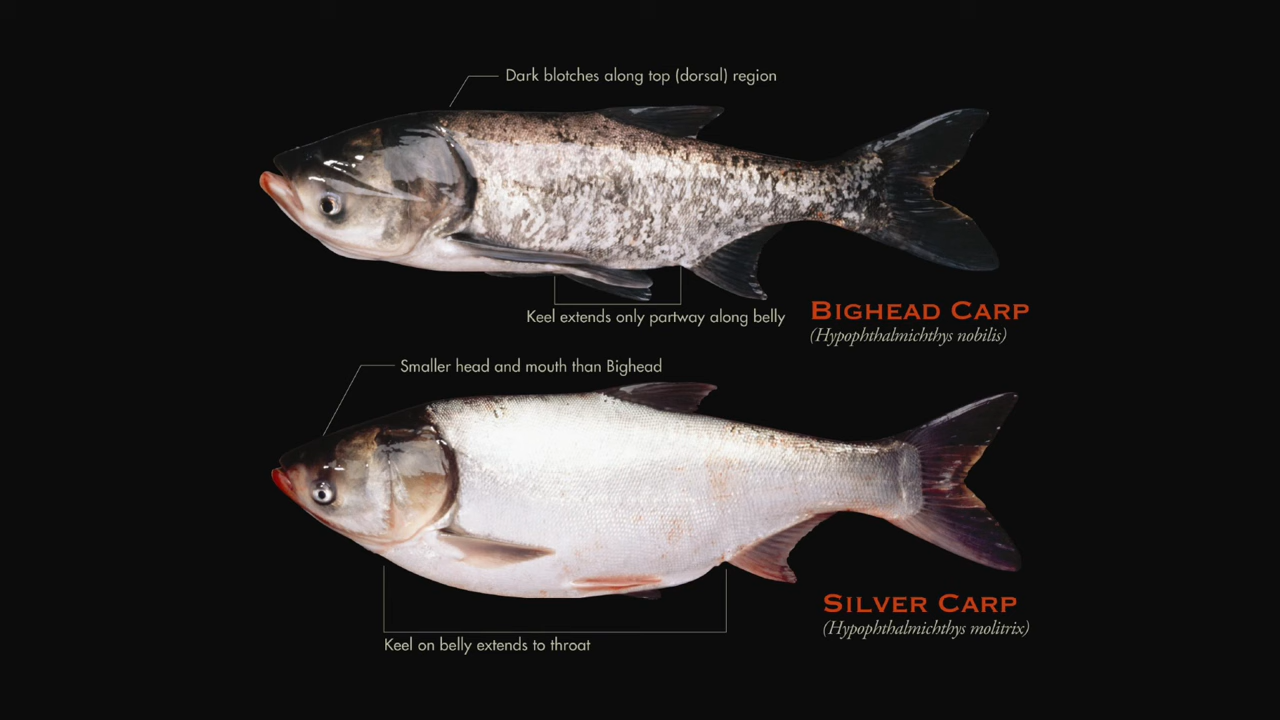 Dark blotches along top (dorsal) region
Keel extends only partway along belly
BIGHEAD CARP
(Hypophthalmichthys nobilis)
Smaller head and mouth than Bighead
SILVER CARP
(Hypophthalmichthys molitrix)
Keel on belly extends to throat